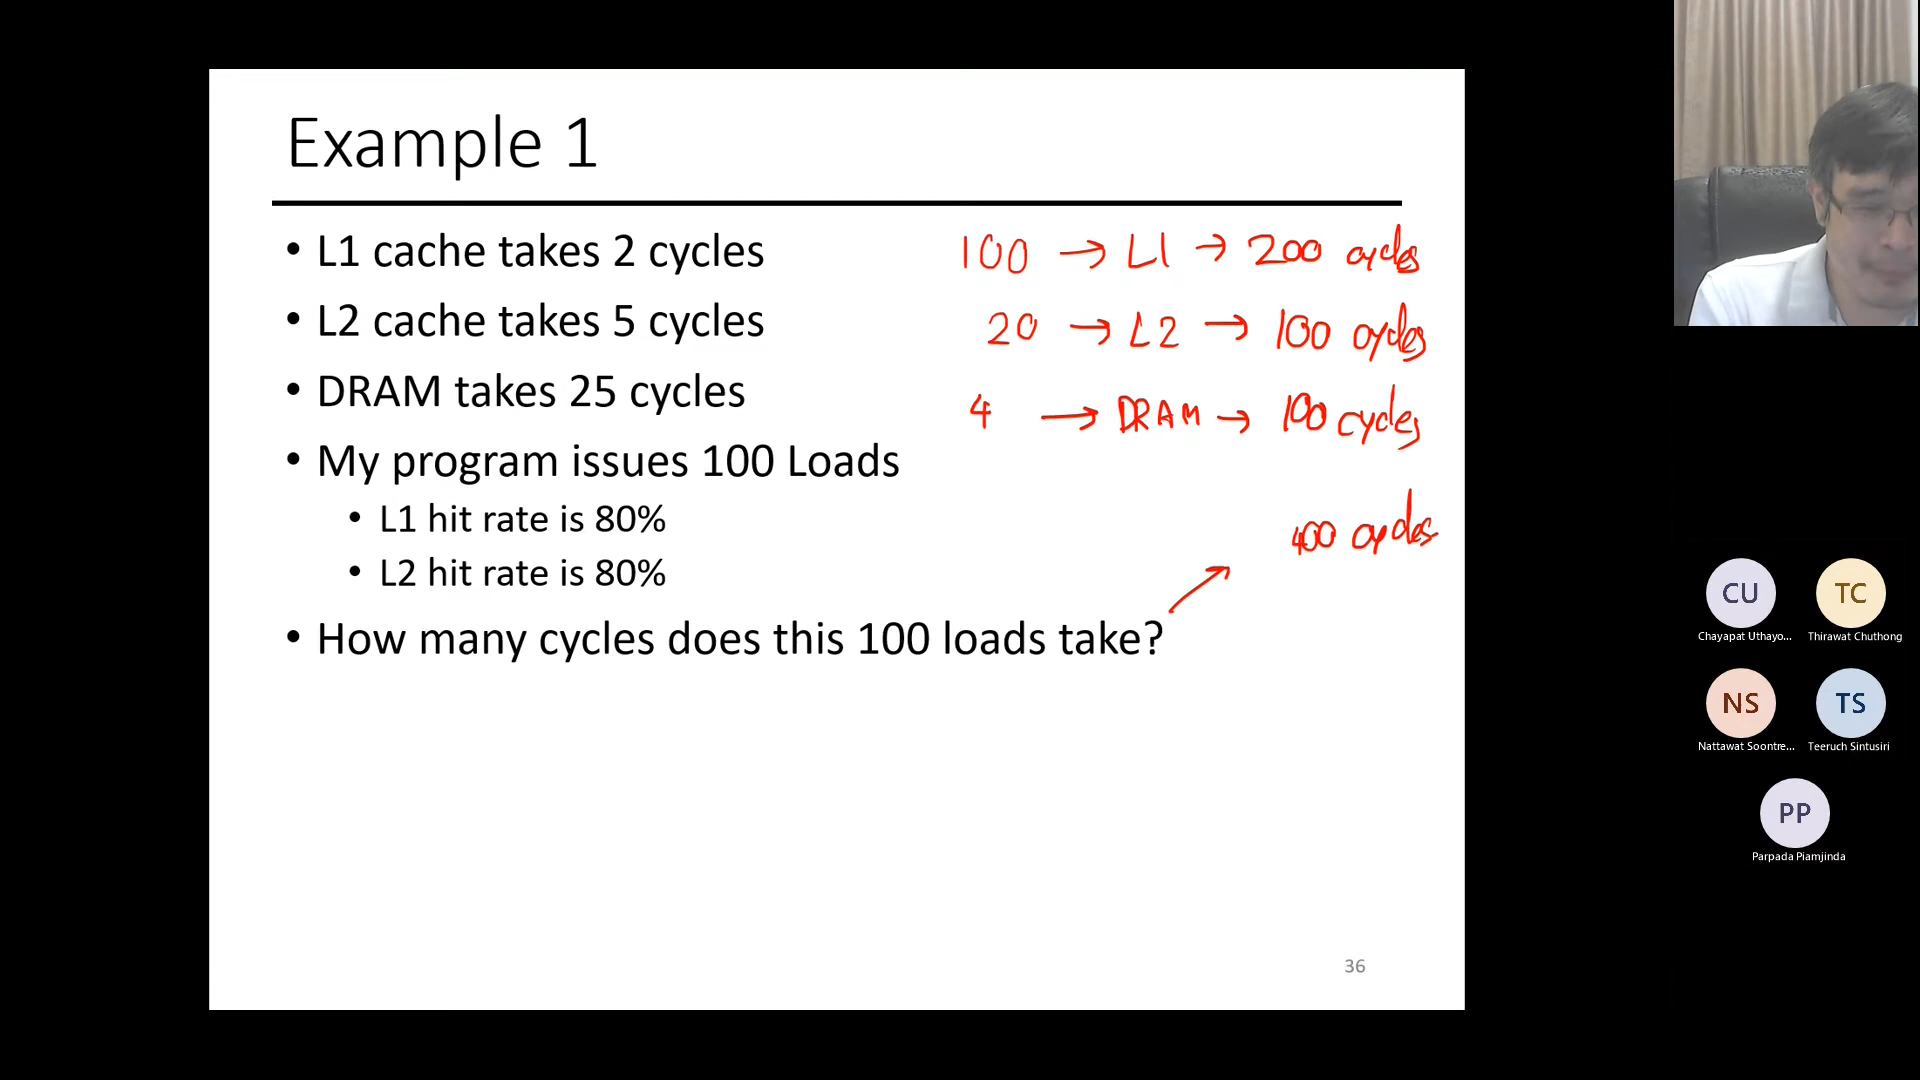 Example 1
• L1 cache takes 2 cycles
100 → L1 → 200 cycles
• L2 cache takes 5 cycles
20 → L2 → 100 cycles
• DRAM takes 25 cycles
4 → DRAM → 100 cycles
• My program issues 100 Loads
• L1 hit rate is 80%
400 cycles
• L2 hit rate is 80%
• How many cycles does this 100 loads take?
36
CU
TC
Chayapat Uthayo...
Thirawat Chuthong
NS
TS
Nattawat Soontre...
Teeruch Sintusiri
PP
Parpada Piamjinda